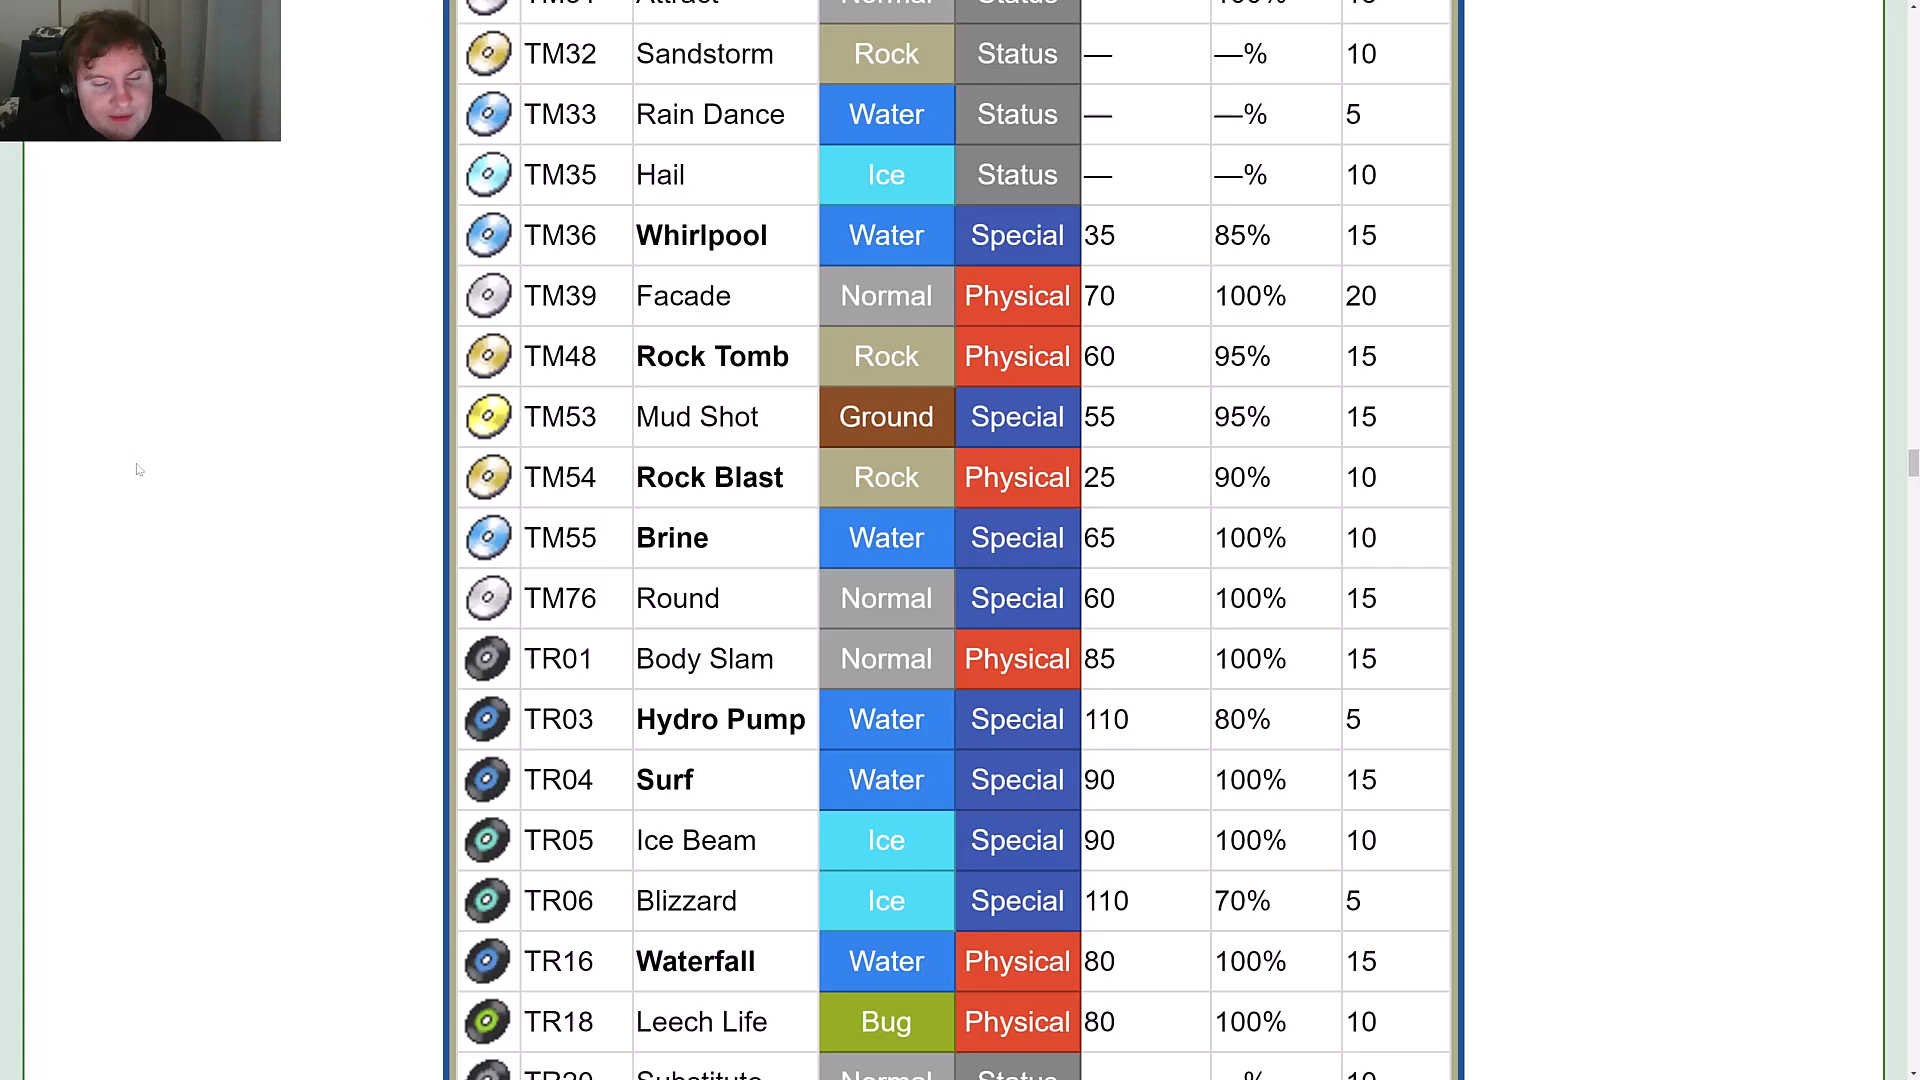 TM32 Sandstorm Rock Status — —% 10
TM33 Rain Dance Water Status — —% 5
TM35 Hail Ice Status — —% 10
TM36 Whirlpool Water Special 35 85% 15
TM39 Facade Normal Physical 70 100% 20
TM48 Rock Tomb Rock Physical 60 95% 15
TM53 Mud Shot Ground Special 55 95% 15
TM54 Rock Blast Rock Physical 25 90% 10
TM55 Brine Water Special 65 100% 10
TM76 Round Normal Special 60 100% 15
TR01 Body Slam Normal Physical 85 100% 15
TR03 Hydro Pump Water Special 110 80% 5
TR04 Surf Water Special 90 100% 15
TR05 Ice Beam Ice Special 90 100% 10
TR06 Blizzard Ice Special 110 70% 5
TR16 Waterfall Water Physical 80 100% 15
TR18 Leech Life Bug Physical 80 100% 10